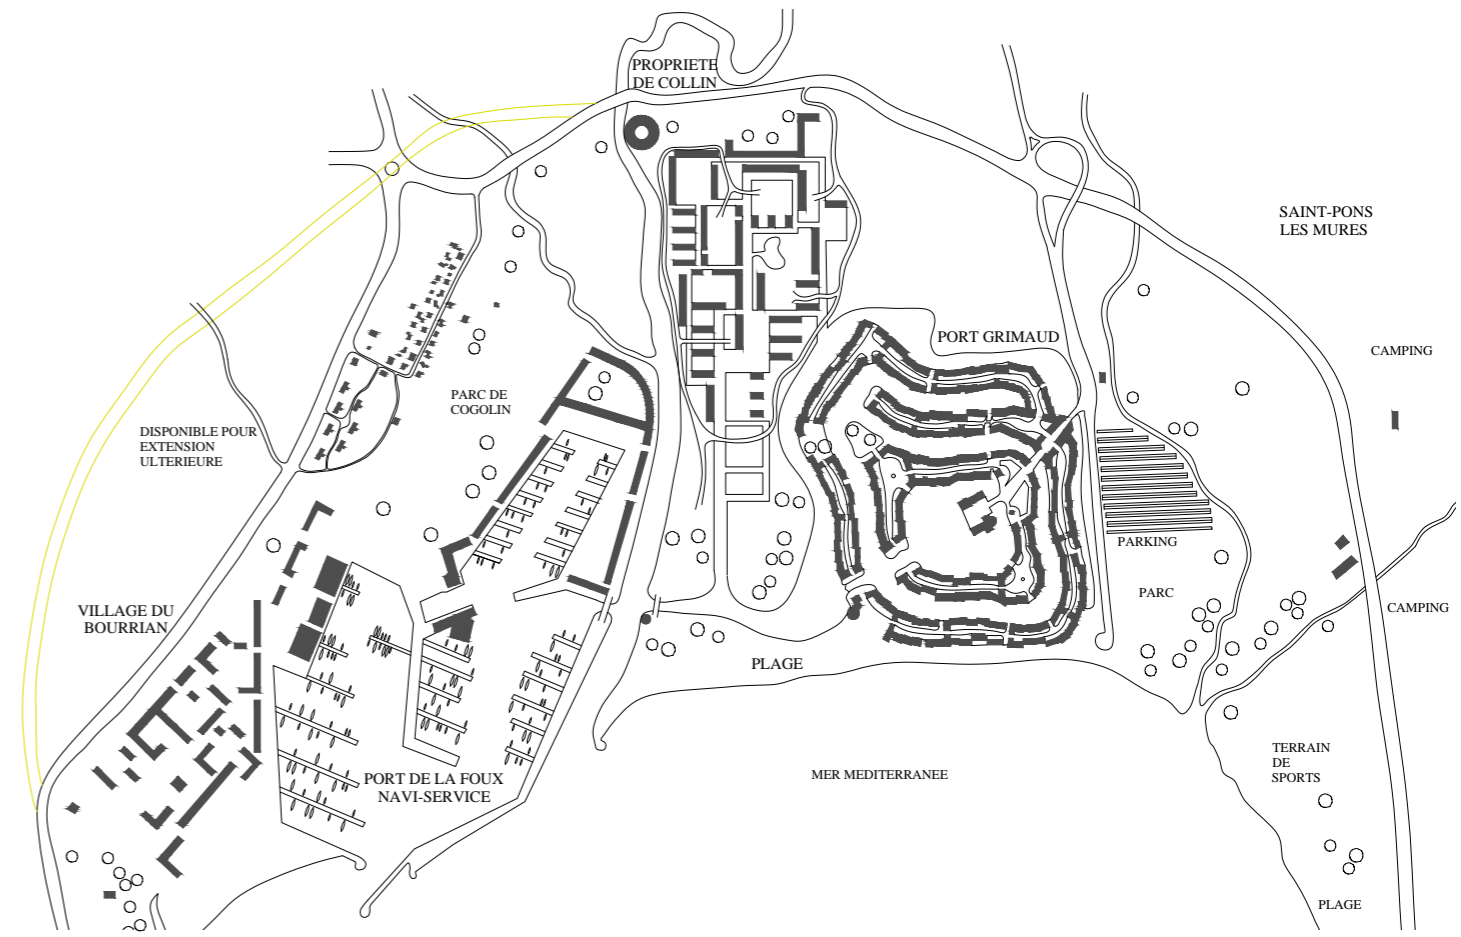 PROPRIETE
DE COLLIN
SAINT-PONS
LES MURES
PORT GRIMAUD
CAMPING
PARC DE
COGOLIN
DISPONIBLE POUR
EXTENSION
ULTERIEURE
PARKING
PARC
CAMPING
VILLAGE DU
BOURRIAN
PLAGE
TERRAIN
DE
SPORTS
MER MEDITERRANEE
PORT DE LA FOUX
NAVI-SERVICE
PLAGE